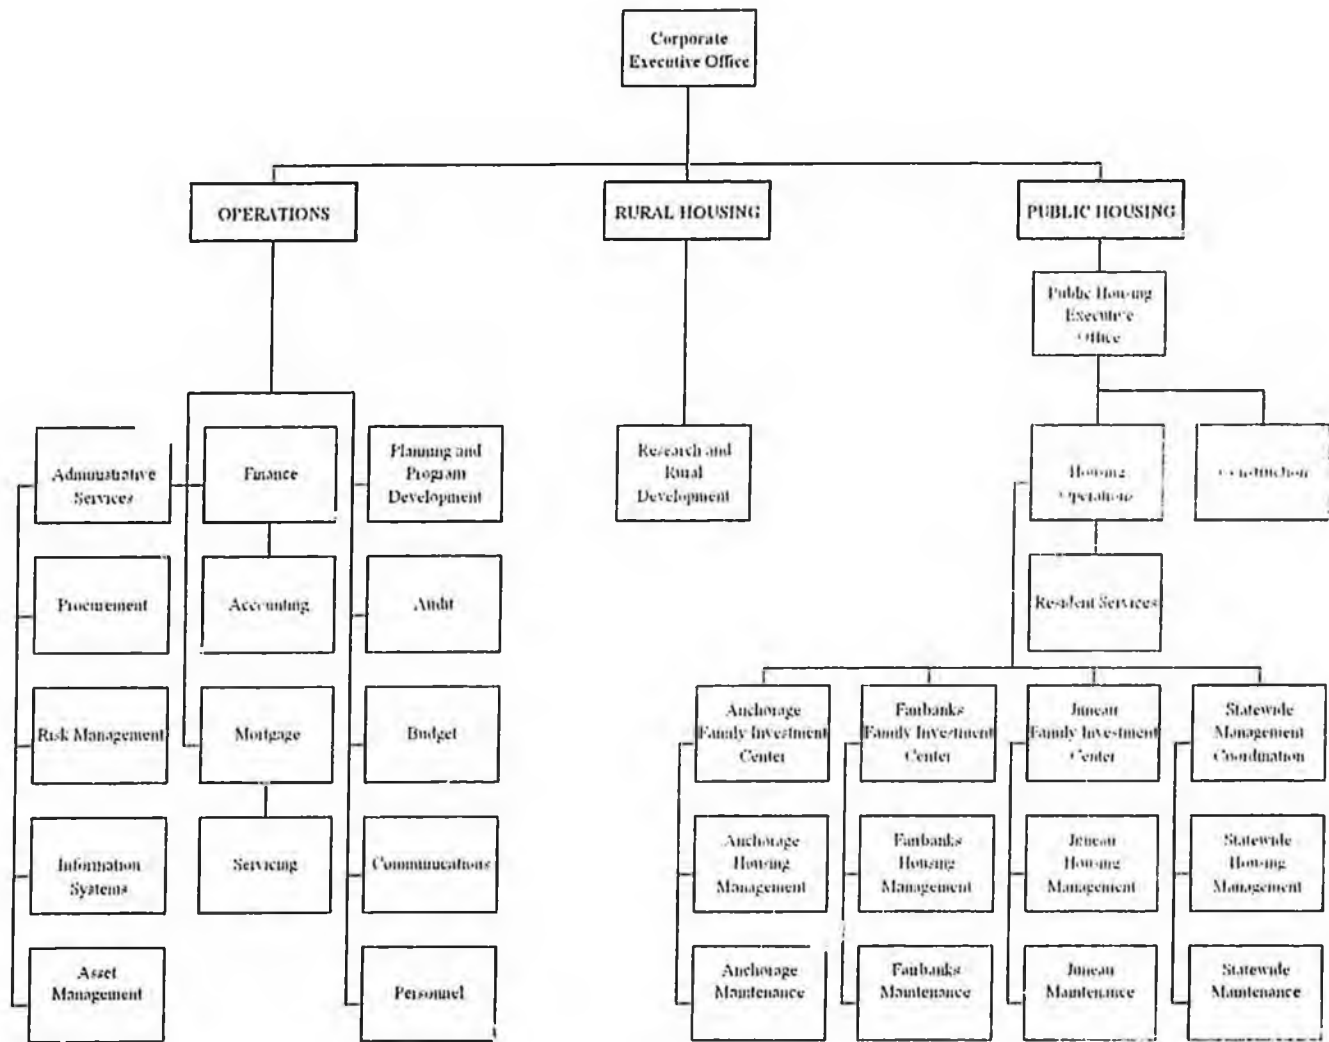 Corporate
Executive Office
OPERATIONS
RURAL HOUSING
PUBLIC HOUSING
Public Housing
Executive
Office
Administrative
Services
Finance
Planning and
Program
Development
Research and
Rural
Development
Housing
Operations
Construction
Procurement
Accounting
Audit
Resident Services
Risk Management
Mortgage
Budget
Anchorage
Family Investment
Center
Fairbanks
Family Investment
Center
Juneau
Family Investment
Center
Statewide
Management
Coordination
Information
Systems
Servicing
Communications
Anchorage
Housing
Management
Fairbanks
Housing
Management
Juneau
Housing
Management
Statewide
Housing
Management
Asset
Management
Personnel
Anchorage
Maintenance
Fairbanks
Maintenance
Juneau
Maintenance
Statewide
Maintenance